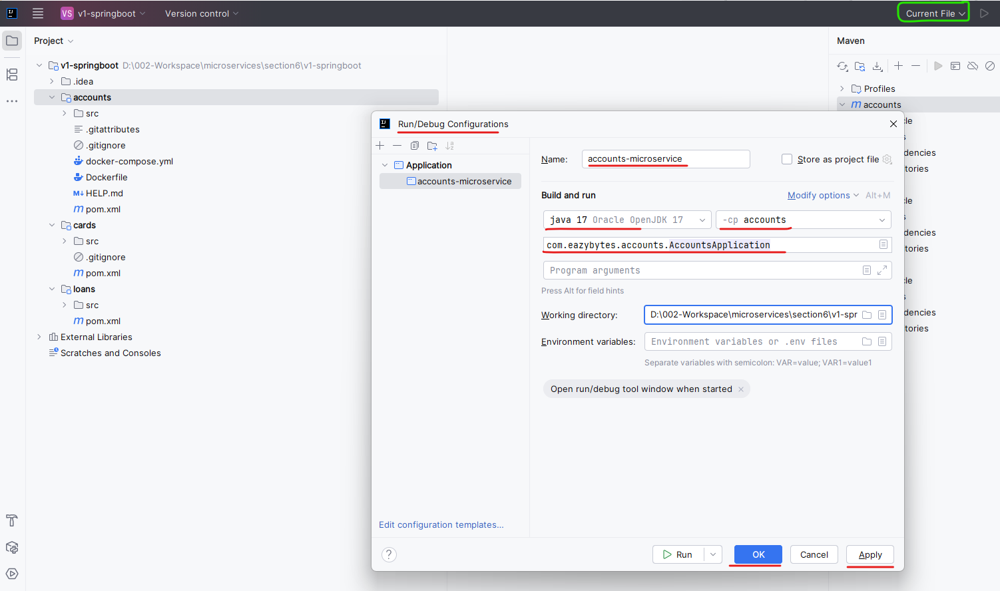 VS v1-springboot Version control Current File
Project
Maven
v1-springboot D:\002-Workspace\microservices\section6\v1-springboot
.idea
Profiles
accounts
m accounts
src
.gitattributes
.gitignore
docker-compose.yml
Dockerfile
M↓ HELP.md
m pom.xml
cards
src
.gitignore
m pom.xml
loans
src
m pom.xml
External Libraries
Scratches and Consoles
cle
s
dencies
tories
cle
s
dencies
tories
cle
s
dencies
tories
Run/Debug Configurations
Application
accounts-microservice
Edit configuration templates...
Name: accounts-microservice Store as project file
Build and run Modify options Alt+M
java 17 Oracle OpenJDK 17 -cp accounts
com.eazybytes.accounts.AccountsApplication
Program arguments
Press Alt for field hints
Working directory: D:\002-Workspace\microservices\section6\v1-spr
Environment variables: Environment variables or .env files
Separate variables with semicolon: VAR=value; VAR1=value1
Open run/debug tool window when started
? Run OK Cancel Apply